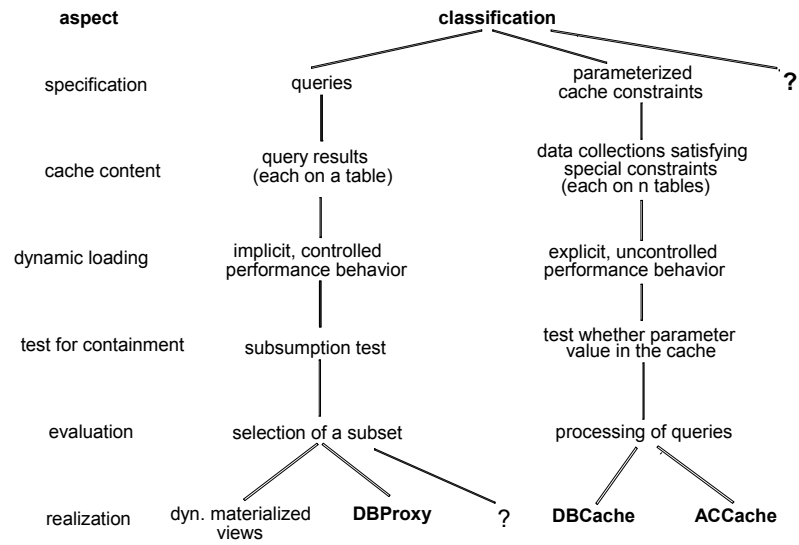 aspect classification
specification queries parameterized
cache constraints ?
cache content query results
(each on a table) data collections satisfying
special constraints
(each on n tables)
dynamic loading implicit, controlled
performance behavior explicit, uncontrolled
performance behavior
test for containment subsumption test test whether parameter
value in the cache
evaluation selection of a subset processing of queries
realization dyn. materialized
views DBProxy ? DBCache ACCache